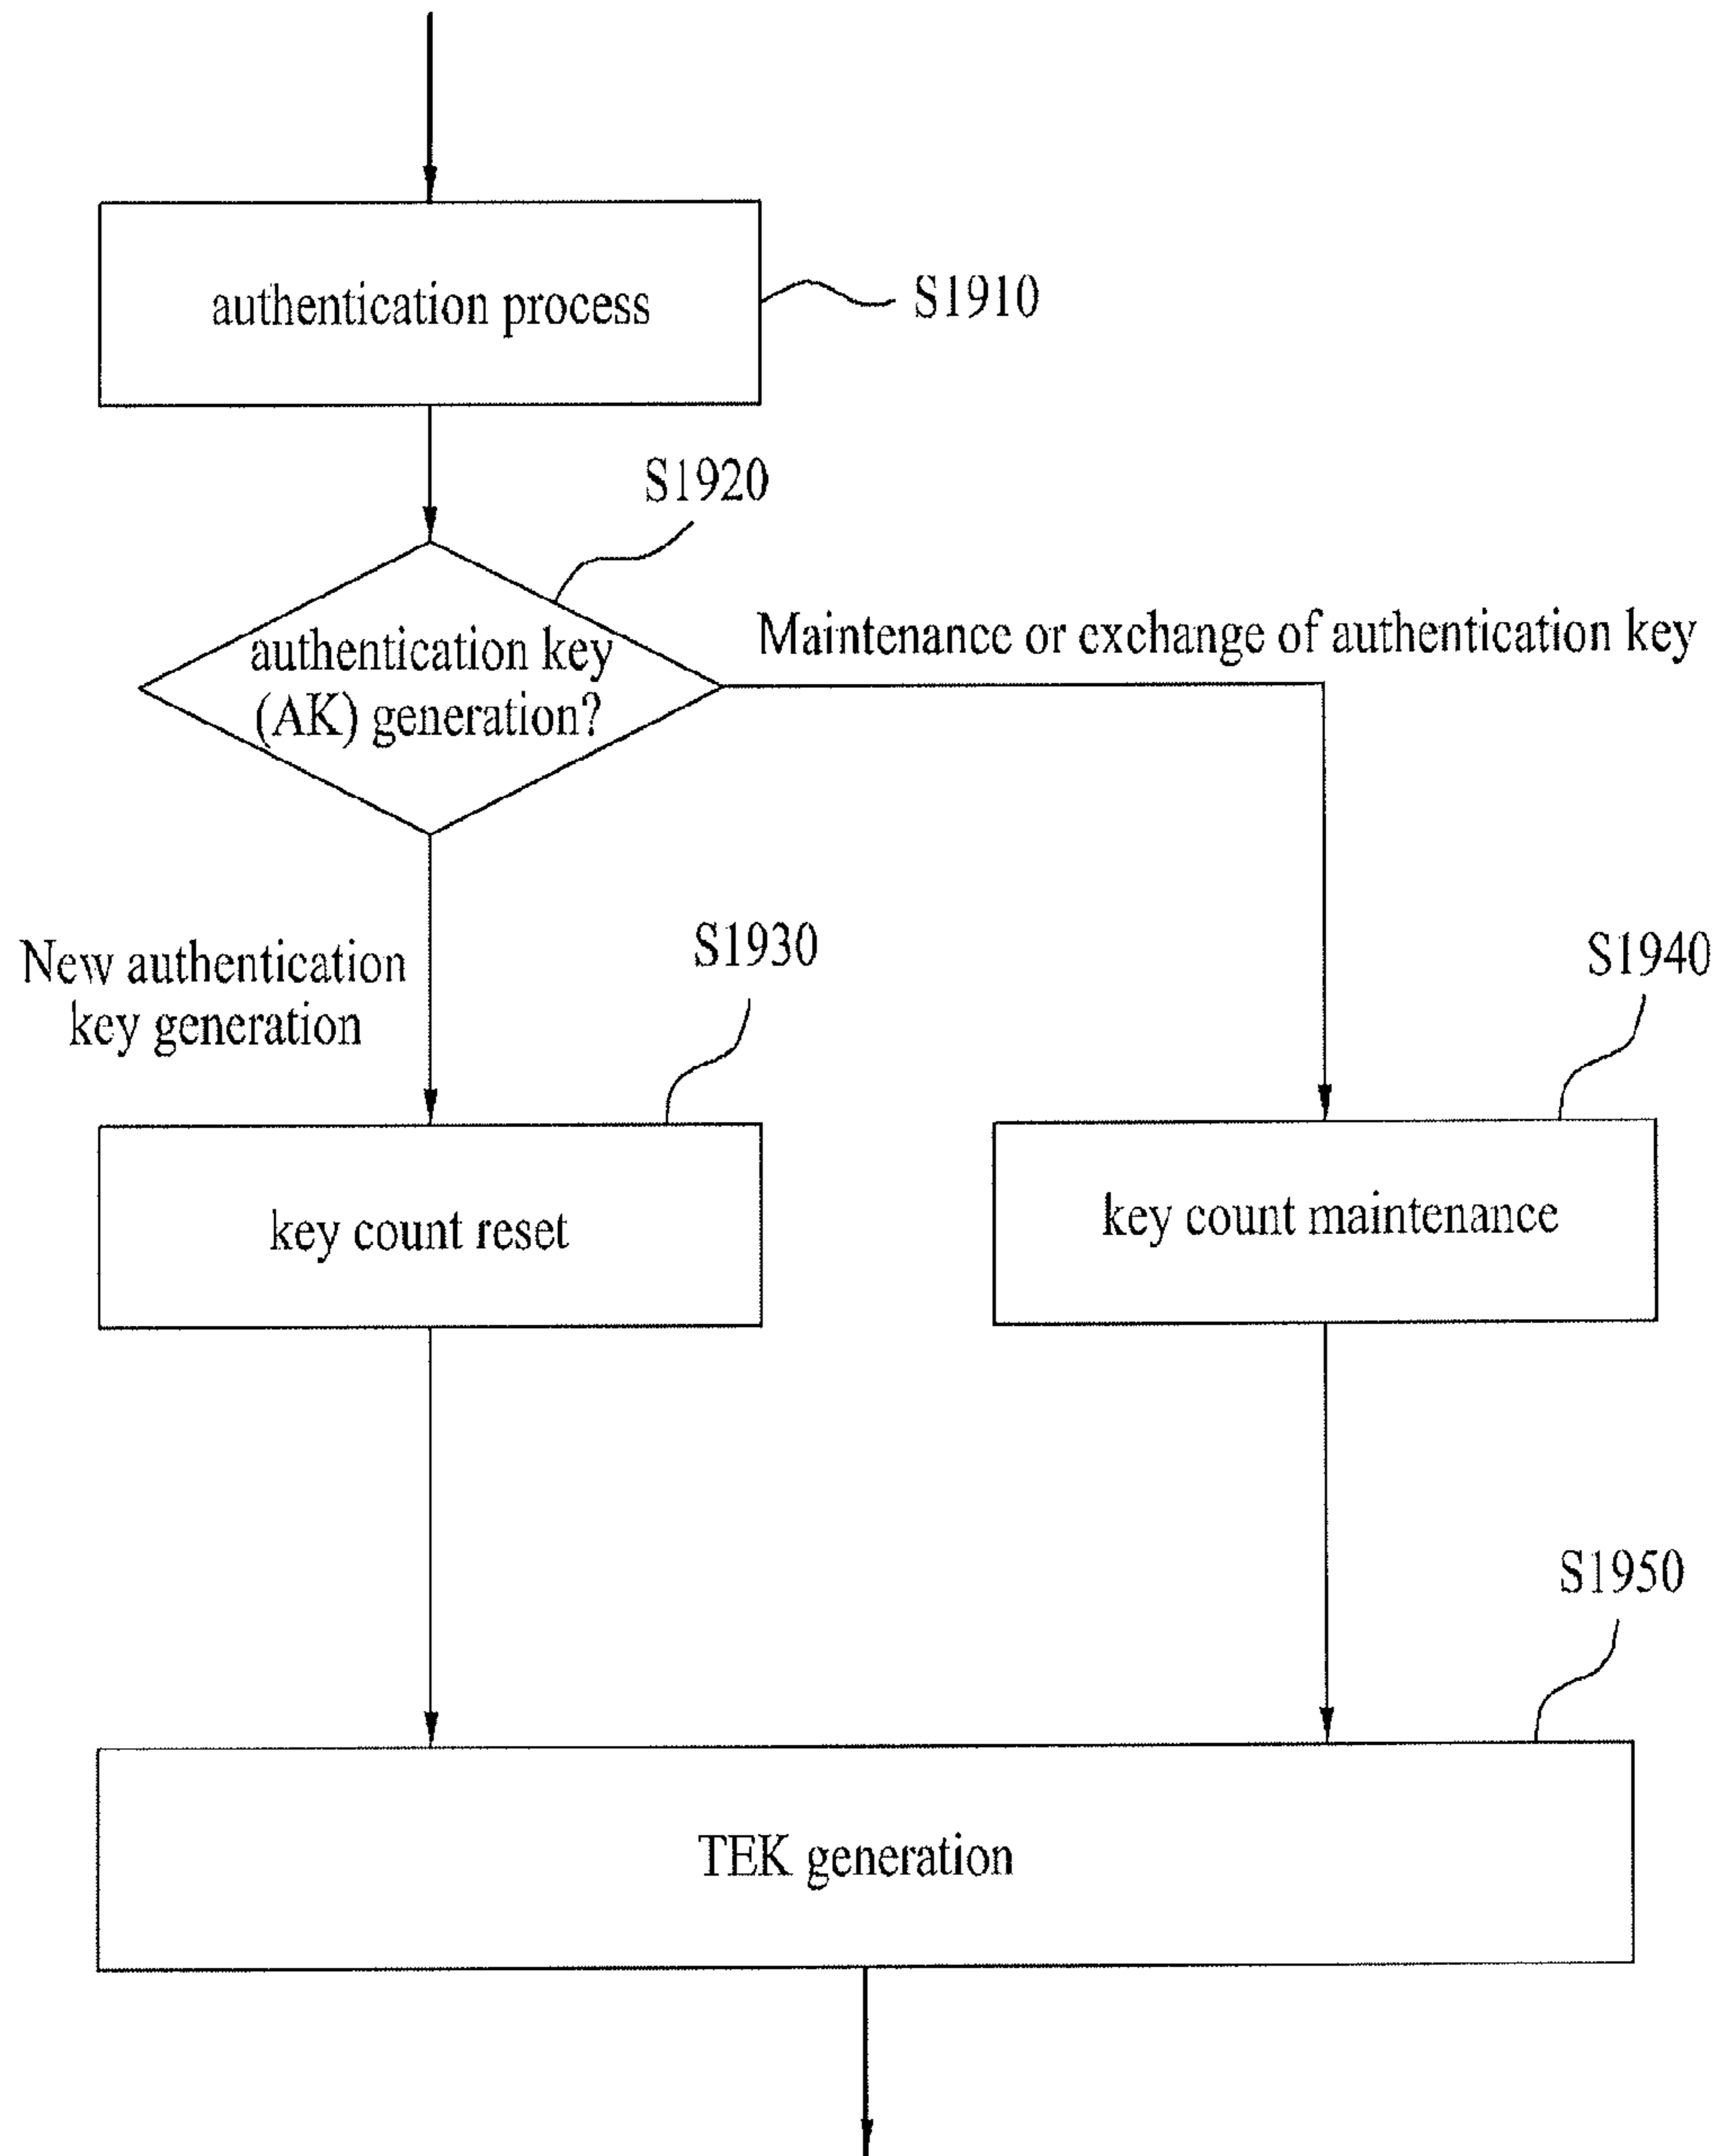 authentication process
S1910
S1920
authentication key
(AK) generation?
Maintenance or exchange of authentication key
New authentication
key generation
S1930
S1940
key count reset
key count maintenance
S1950
TEK generation